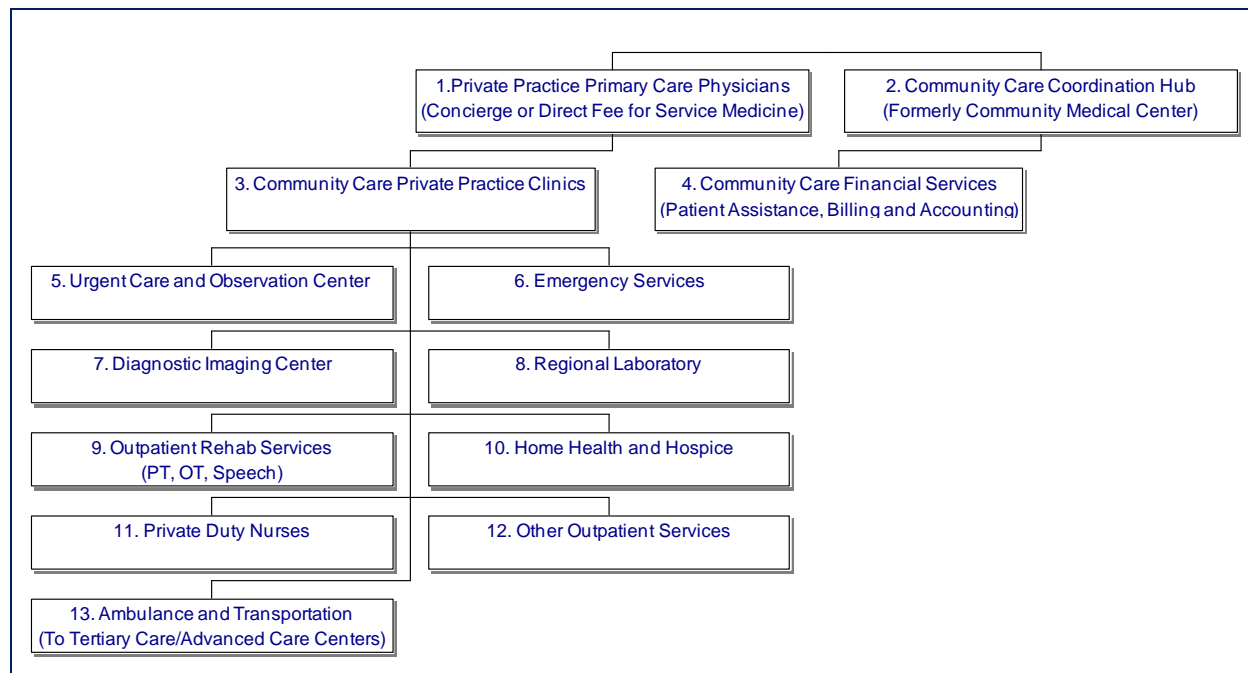 1.Private Practice Primary Care Physicians
(Concierge or Direct Fee for Service Medicine)
2. Community Care Coordination Hub
(Formerly Community Medical Center)
3. Community Care Private Practice Clinics
4. Community Care Financial Services
(Patient Assistance, Billing and Accounting)
5. Urgent Care and Observation Center
6. Emergency Services
7. Diagnostic Imaging Center
8. Regional Laboratory
9. Outpatient Rehab Services
(PT, OT, Speech)
10. Home Health and Hospice
11. Private Duty Nurses
12. Other Outpatient Services
13. Ambulance and Transportation
(To Tertiary Care/Advanced Care Centers)